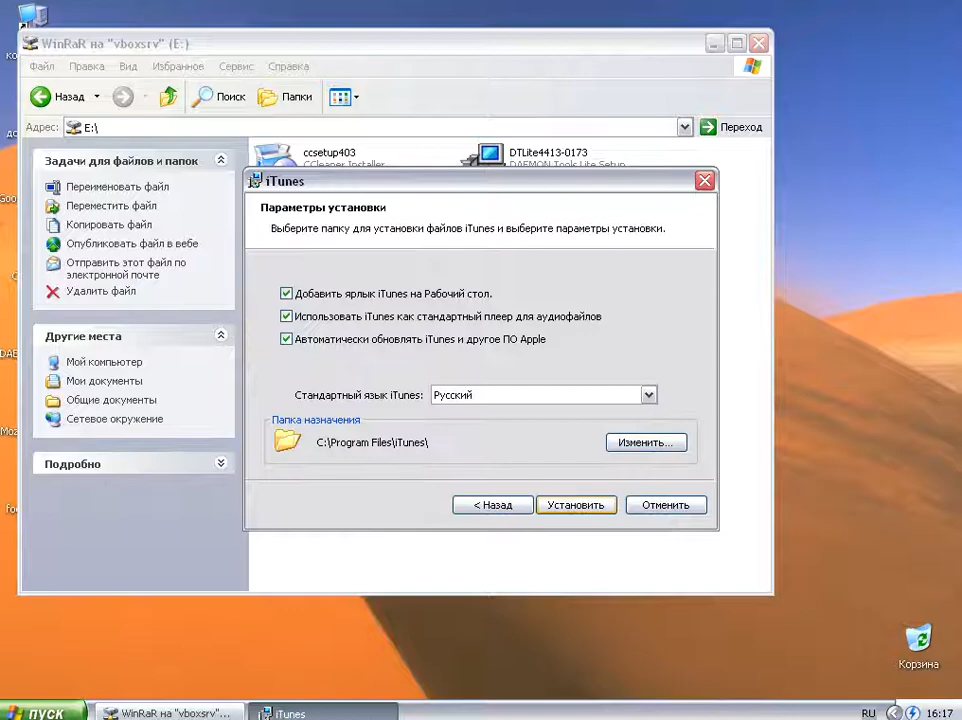 WinRaR на "vboxsrv" (E:)
Файл Правка Вид Избранное Сервис Справка
Назад Поиск Папки
Адрес: E:\ Переход
Задачи для файлов и папок
Переименовать файл
Переместить файл
Копировать файл
Опубликовать файл в вебе
Отправить этот файл по
электронной почте
Удалить файл
Другие места
Мой компьютер
Мои документы
Общие документы
Сетевое окружение
Подробно
ccsetup403
CCleaner Installer
DTLite4413-0173
DAEMON Tools Lite Setup
iTunes
Параметры установки
Выберите папку для установки файлов iTunes и выберите параметры установки.
Добавить ярлык iTunes на Рабочий стол.
Использовать iTunes как стандартный плеер для аудиофайлов
Автоматически обновлять iTunes и другое ПО Apple
Стандартный язык iTunes: Русский
Папка назначения
C:\Program Files\iTunes\
Изменить...
< Назад Установить Отменить
Корзина
пуск WinRaR на "vboxsrv"... iTunes RU 16:17